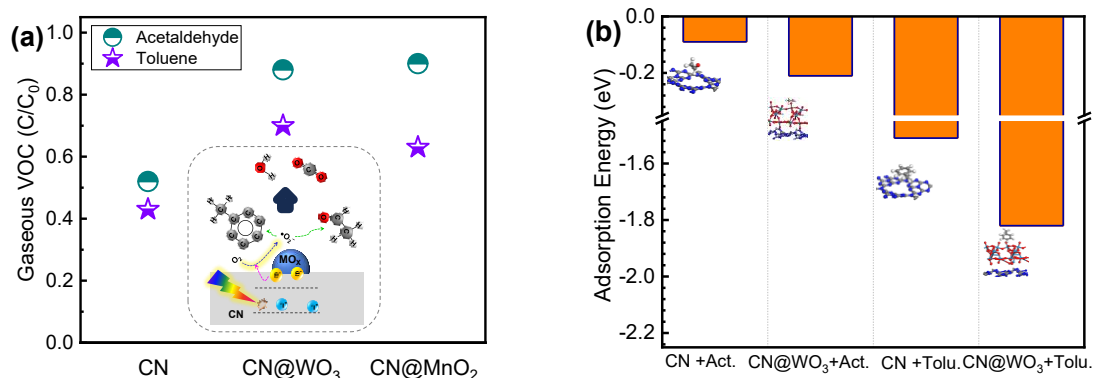 (a)
Acetaldehyde
Toluene
Gaseous VOC (C/C₀)
1.0
0.8
0.6
0.4
0.2
0.0
MOₓ
e⁻ e⁻
O₂
•O₂⁻
CN
CN CN@WO₃ CN@MnO₂
(b)
Adsorption Energy (eV)
-0.0
-0.2
-1.6
-1.8
-2.0
-2.2
CN +Act. CN@WO₃+Act. CN +Tolu. CN@WO₃+Tolu.